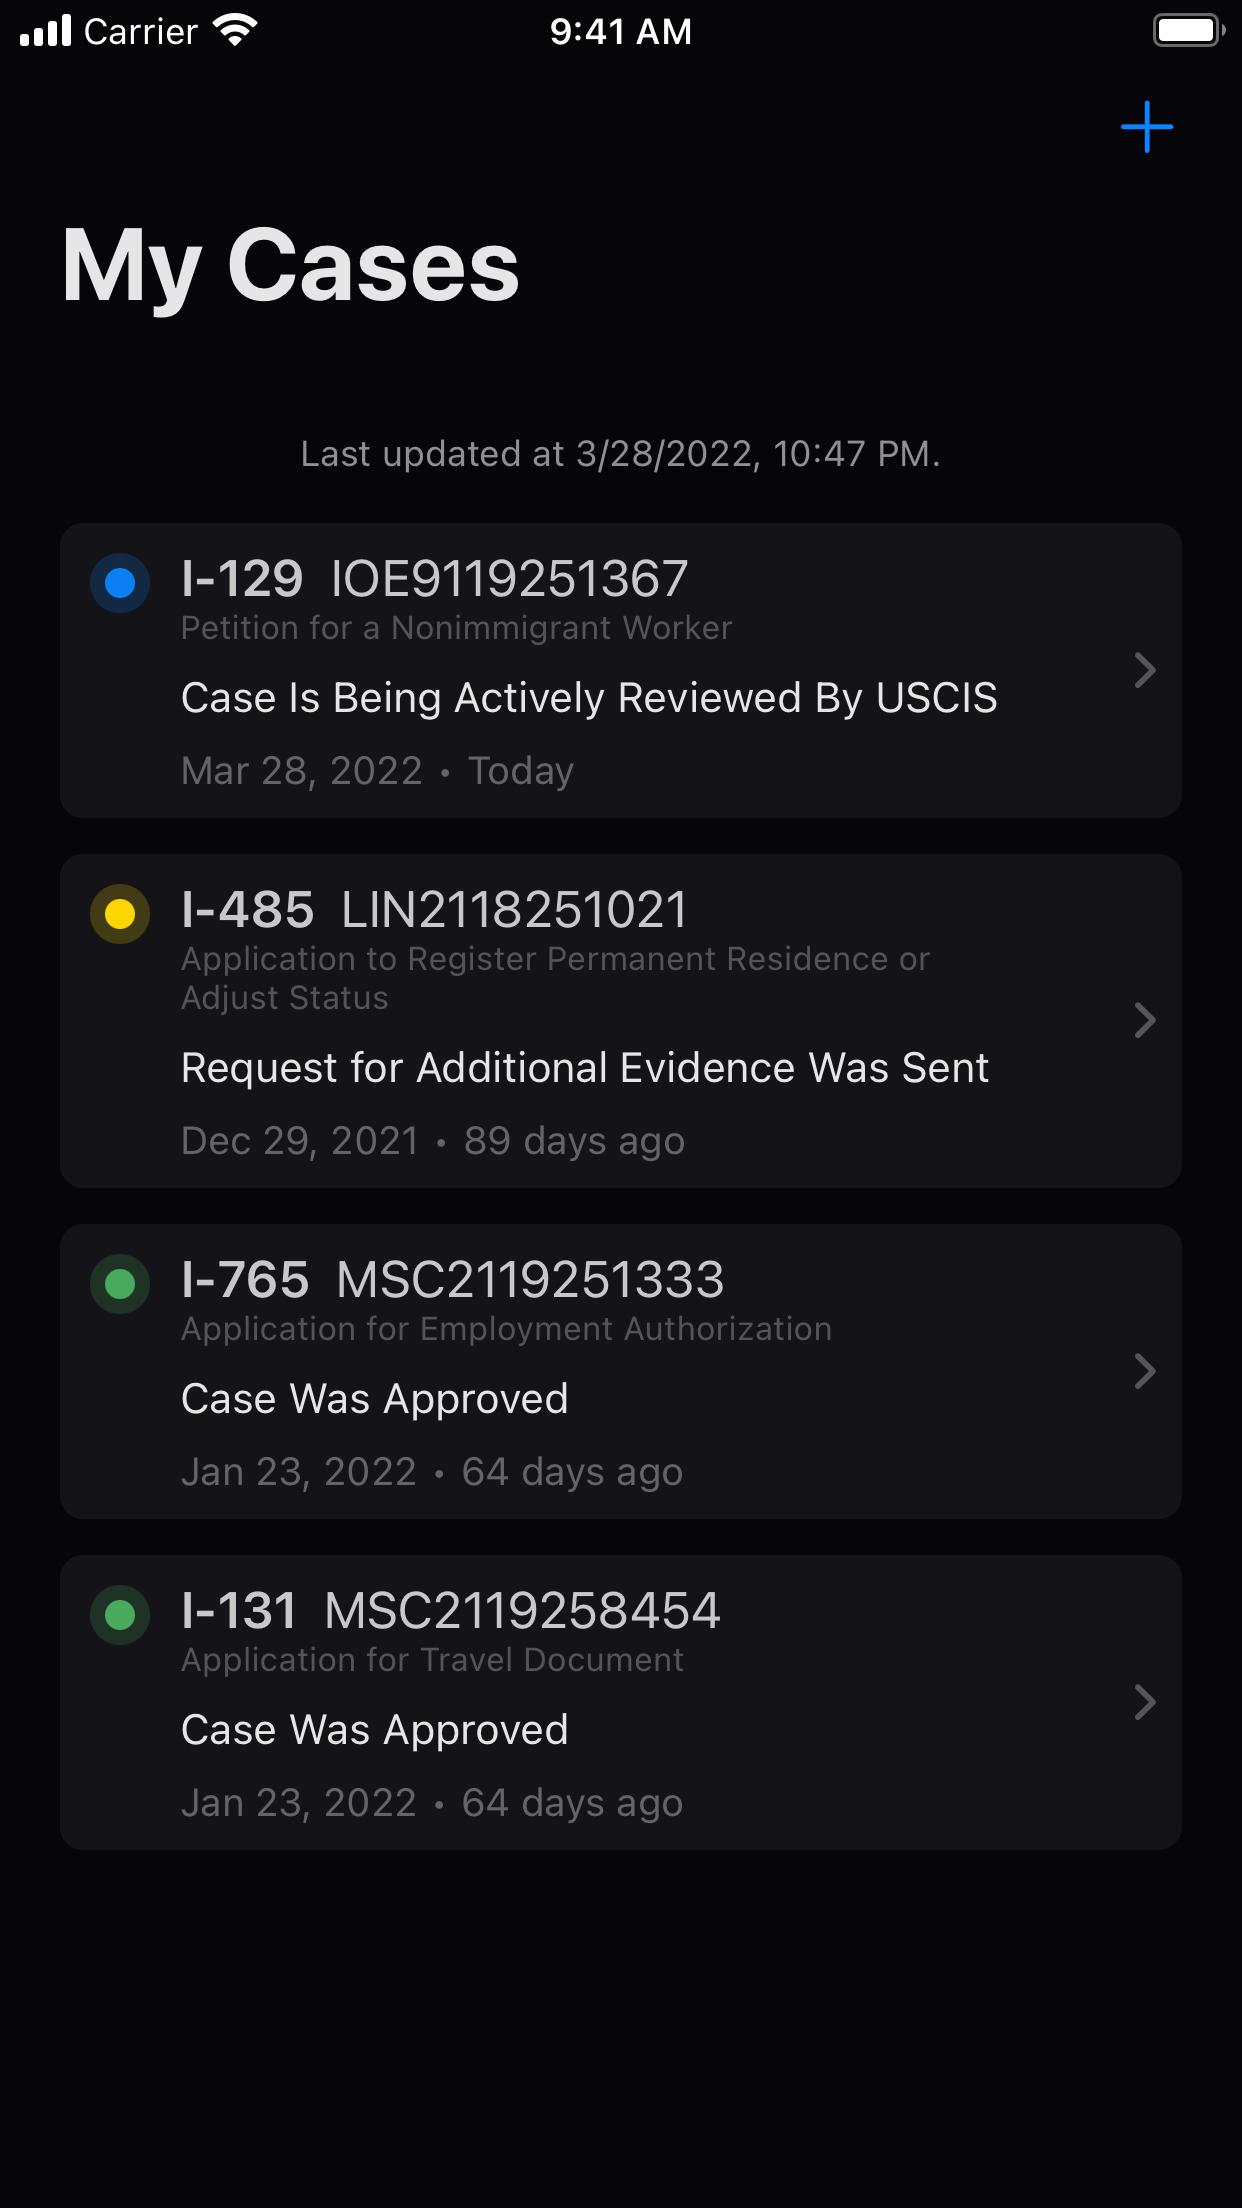 Carrier
9:41 AM
My Cases
Last updated at 3/28/2022, 10:47 PM.
I-129 IOE9119251367
Petition for a Nonimmigrant Worker
Case Is Being Actively Reviewed By USCIS
Mar 28, 2022 • Today
I-485 LIN2118251021
Application to Register Permanent Residence or
Adjust Status
Request for Additional Evidence Was Sent
Dec 29, 2021 • 89 days ago
I-765 MSC2119251333
Application for Employment Authorization
Case Was Approved
Jan 23, 2022 • 64 days ago
I-131 MSC2119258454
Application for Travel Document
Case Was Approved
Jan 23, 2022 • 64 days ago